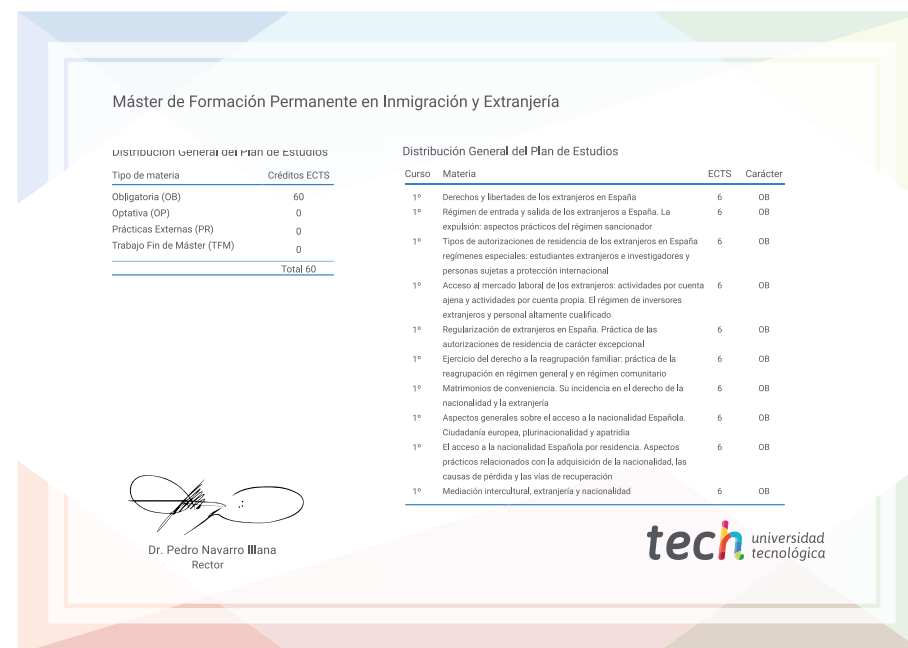 Máster de Formación Permanente en Inmigración y Extranjería
Distribución General del Plan de Estudios
Tipo de materia Créditos ECTS
Obligatoria (OB) 60
Optativa (OP) 0
Prácticas Externas (PR) 0
Trabajo Fin de Máster (TFM) 0
Total 60
Distribución General del Plan de Estudios
Curso Materia ECTS Carácter
1º Derechos y libertades de los extranjeros en España 6 OB
1º Régimen de entrada y salida de los extranjeros a España. La 6 OB
expulsión: aspectos prácticos del régimen sancionador
1º Tipos de autorizaciones de residencia de los extranjeros en España 6 OB
regímenes especiales: estudiantes extranjeros e investigadores y
personas sujetas a protección internacional
1º Acceso al mercado laboral de los extranjeros: actividades por cuenta 6 OB
ajena y actividades por cuenta propia. El régimen de inversores
extranjeros y personal altamente cualificado
1º Regularización de extranjeros en España. Práctica de las 6 OB
autorizaciones de residencia de carácter excepcional
1º Ejercicio del derecho a la reagrupación familiar: práctica de la 6 OB
reagrupación en régimen general y en régimen comunitario
1º Matrimonios de conveniencia. Su incidencia en el derecho de la 6 OB
nacionalidad y la extranjería
1º Aspectos generales sobre el acceso a la nacionalidad Española. 6 OB
Ciudadanía europea, plurinacionalidad y apatridia
1º El acceso a la nacionalidad Española por residencia. Aspectos 6 OB
prácticos relacionados con la adquisición de la nacionalidad, las
causas de pérdida y las vías de recuperación
1º Mediación intercultural, extranjería y nacionalidad 6 OB
Dr. Pedro Navarro Illana
Rector
tech universidad
tecnológica